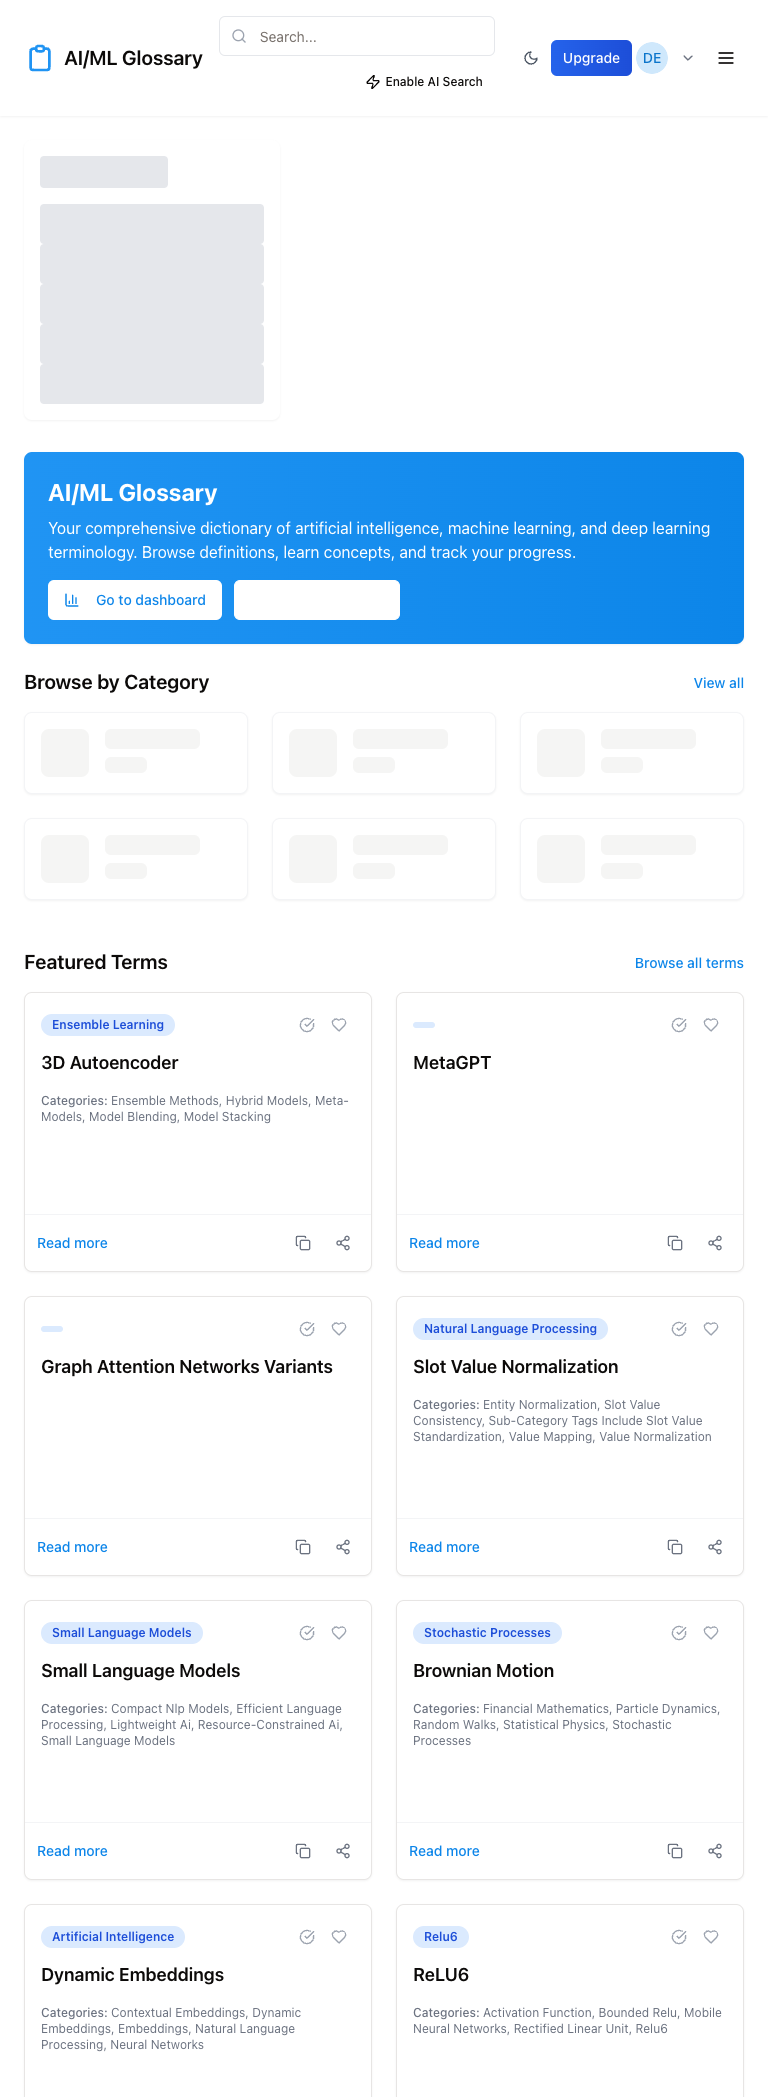 AI/ML Glossary
Search...
Enable AI Search
Upgrade
DE
AI/ML Glossary
Your comprehensive dictionary of artificial intelligence, machine learning, and deep learning
terminology. Browse definitions, learn concepts, and track your progress.
Go to dashboard
Browse by Category
View all
Featured Terms
Browse all terms
Ensemble Learning
3D Autoencoder
Categories: Ensemble Methods, Hybrid Models, Meta-
Models, Model Blending, Model Stacking
Read more
MetaGPT
Read more
Graph Attention Networks Variants
Read more
Natural Language Processing
Slot Value Normalization
Categories: Entity Normalization, Slot Value
Consistency, Sub-Category Tags Include Slot Value
Standardization, Value Mapping, Value Normalization
Read more
Small Language Models
Small Language Models
Categories: Compact Nlp Models, Efficient Language
Processing, Lightweight Ai, Resource-Constrained Ai,
Small Language Models
Read more
Stochastic Processes
Brownian Motion
Categories: Financial Mathematics, Particle Dynamics,
Random Walks, Statistical Physics, Stochastic
Processes
Read more
Artificial Intelligence
Dynamic Embeddings
Categories: Contextual Embeddings, Dynamic
Embeddings, Embeddings, Natural Language
Processing, Neural Networks
Relu6
ReLU6
Categories: Activation Function, Bounded Relu, Mobile
Neural Networks, Rectified Linear Unit, Relu6